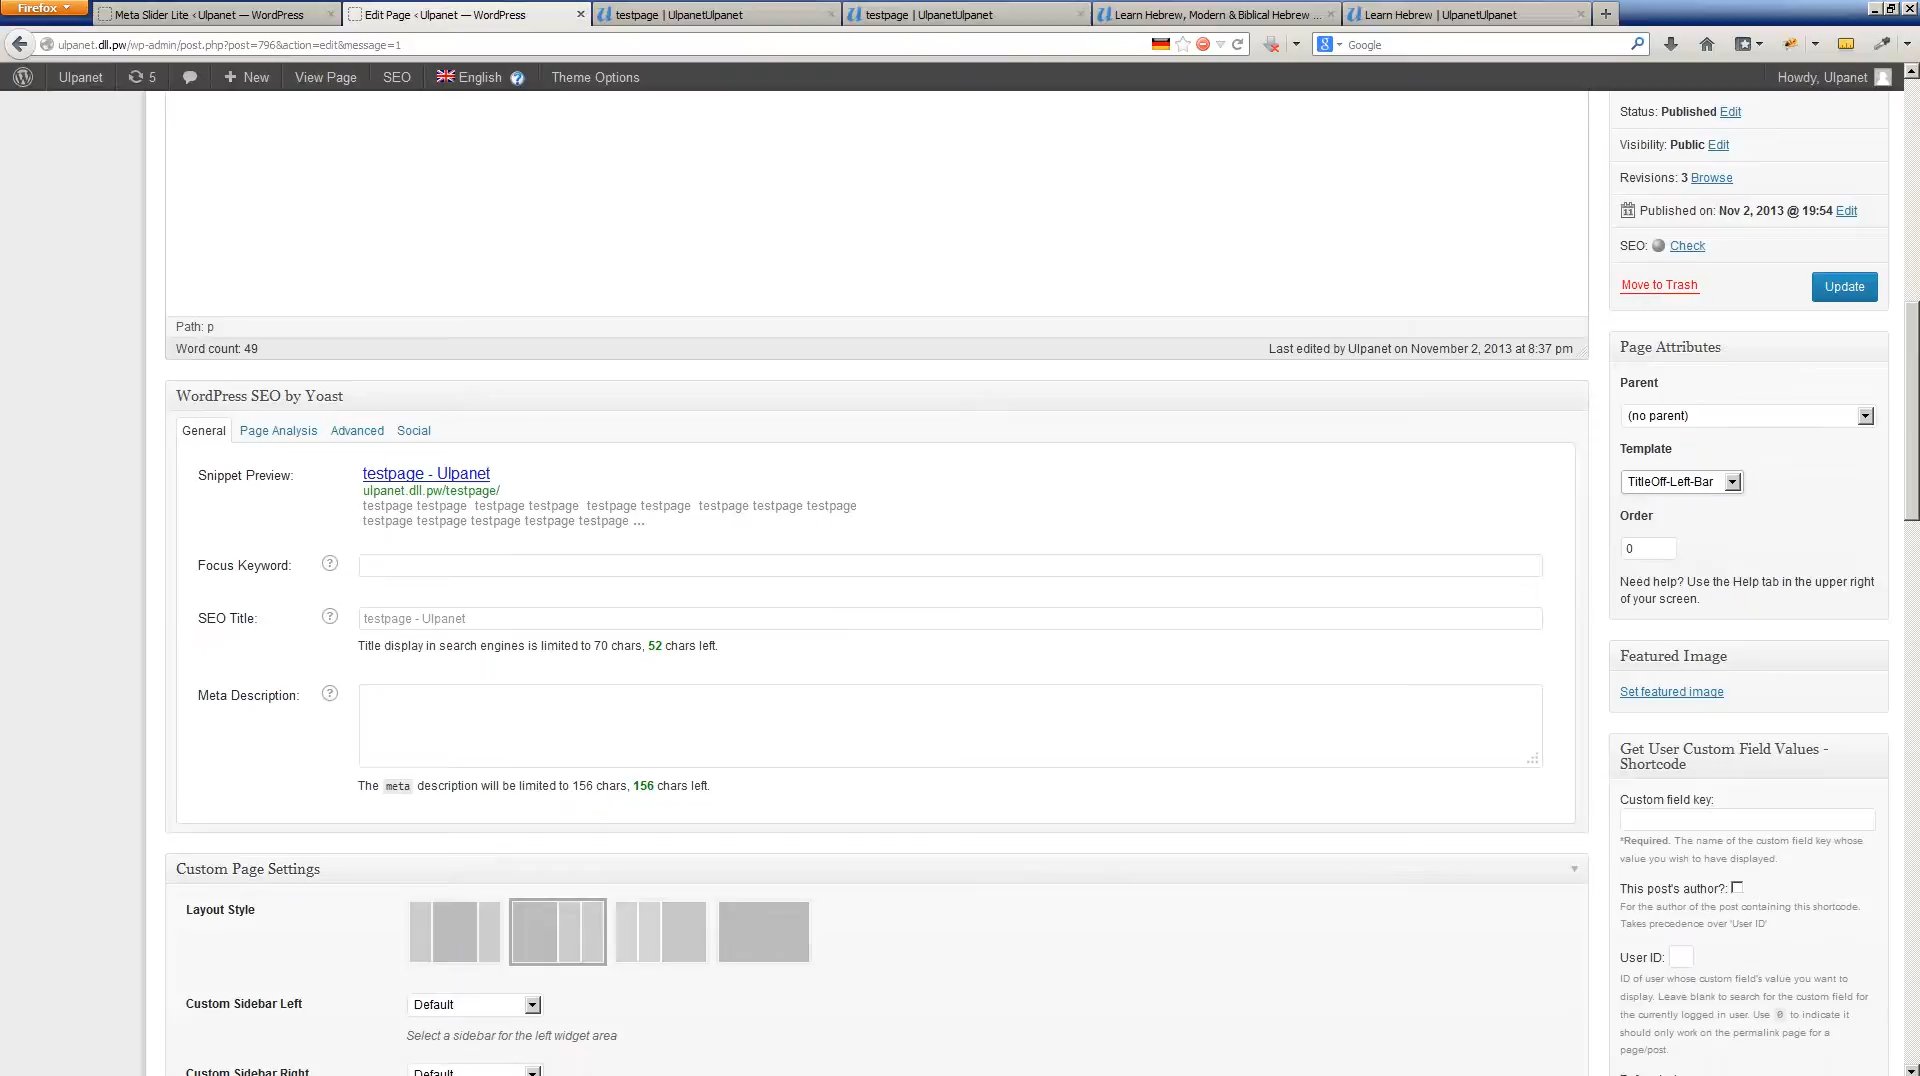 Firefox
Meta Slider Lite ‹ Ulpanet — WordPress
Edit Page ‹ Ulpanet — WordPress
testpage | UlpanetUlpanet
testpage | UlpanetUlpanet
Learn Hebrew, Modern & Biblical Hebrew ...
Learn Hebrew | UlpanetUlpanet
ulpanet.dll.pw/wp-admin/post.php?post=796&action=edit&message=1
Google
Ulpanet
5
New
View Page
SEO
English
Theme Options
Howdy, Ulpanet
Path: p
Word count: 49
Last edited by Ulpanet on November 2, 2013 at 8:37 pm
WordPress SEO by Yoast
General
Page Analysis
Advanced
Social
Snippet Preview:
testpage - Ulpanet
ulpanet.dll.pw/testpage/
testpage testpage testpage testpage testpage testpage testpage testpage testpage
testpage testpage testpage testpage testpage ...
Focus Keyword:
?
SEO Title:
?
testpage - Ulpanet
Title display in search engines is limited to 70 chars, 52 chars left.
Meta Description:
?
The meta description will be limited to 156 chars, 156 chars left.
Custom Page Settings
Layout Style
Custom Sidebar Left
Default
Select a sidebar for the left widget area
Custom Sidebar Right
Default
Status: Published Edit
Visibility: Public Edit
Revisions: 3 Browse
11
Published on: Nov 2, 2013 @ 19:54 Edit
SEO: Check
Move to Trash
Update
Page Attributes
Parent
(no parent)
Template
TitleOff-Left-Bar
Order
0
Need help? Use the Help tab in the upper right
of your screen.
Featured Image
Set featured image
Get User Custom Field Values -
Shortcode
Custom field key:
*Required. The name of the custom field key whose
value you wish to have displayed.
This post's author?:
For the author of the post containing this shortcode.
Takes precedence over 'User ID'
User ID:
ID of user whose custom field's value you want to
display. Leave blank to search for the custom field for
the currently logged in user. Use 0 to indicate it
should only work on the permalink page for a
page/post.